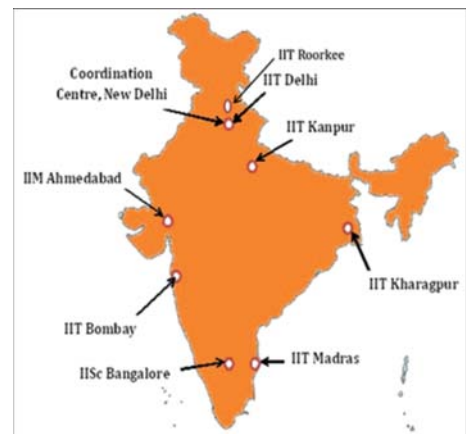 IIT Roorkee
Coordination
Centre, New Delhi
IIT Delhi
IIT Kanpur
IIM Ahmedabad
IIT Kharagpur
IIT Bombay
IISc Bangalore
IIT Madras